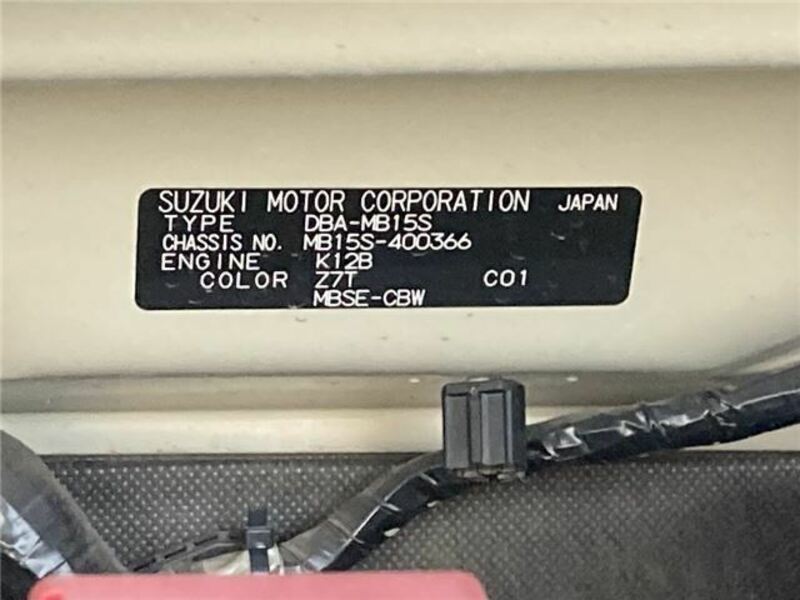 SUZUKI MOTOR CORPORATION JAPAN
TYPE DBA-MB15S
CHASSIS NO. MB15S-400366
ENGINE K12B
COLOR Z7T C01
MBSE-CBW